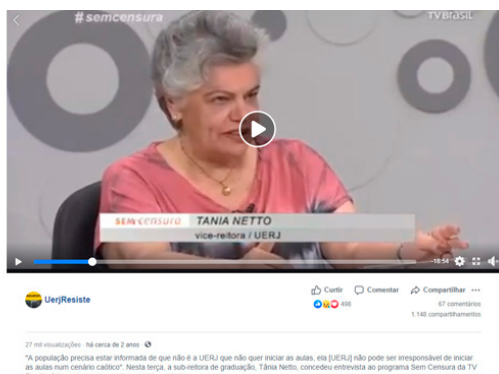 #semcensura
TVBRASIL
SEM CENSURA TANIA NETTO
vice-reitora / UERJ
-18:54
UerjResiste
Curtir Comentar Compartilhar
498 67 comentários
1.148 compartilhamentos
27 mil visualizações · há cerca de 2 anos ·
"A população precisa estar informada de que não é a UERJ que não quer iniciar as aulas, ela [UERJ] não pode ser irresponsável de iniciar
as aulas num cenário caótico". Nesta terça, a sub-reitora de graduação, Tânia Netto, concedeu entrevista ao programa Sem Censura da TV